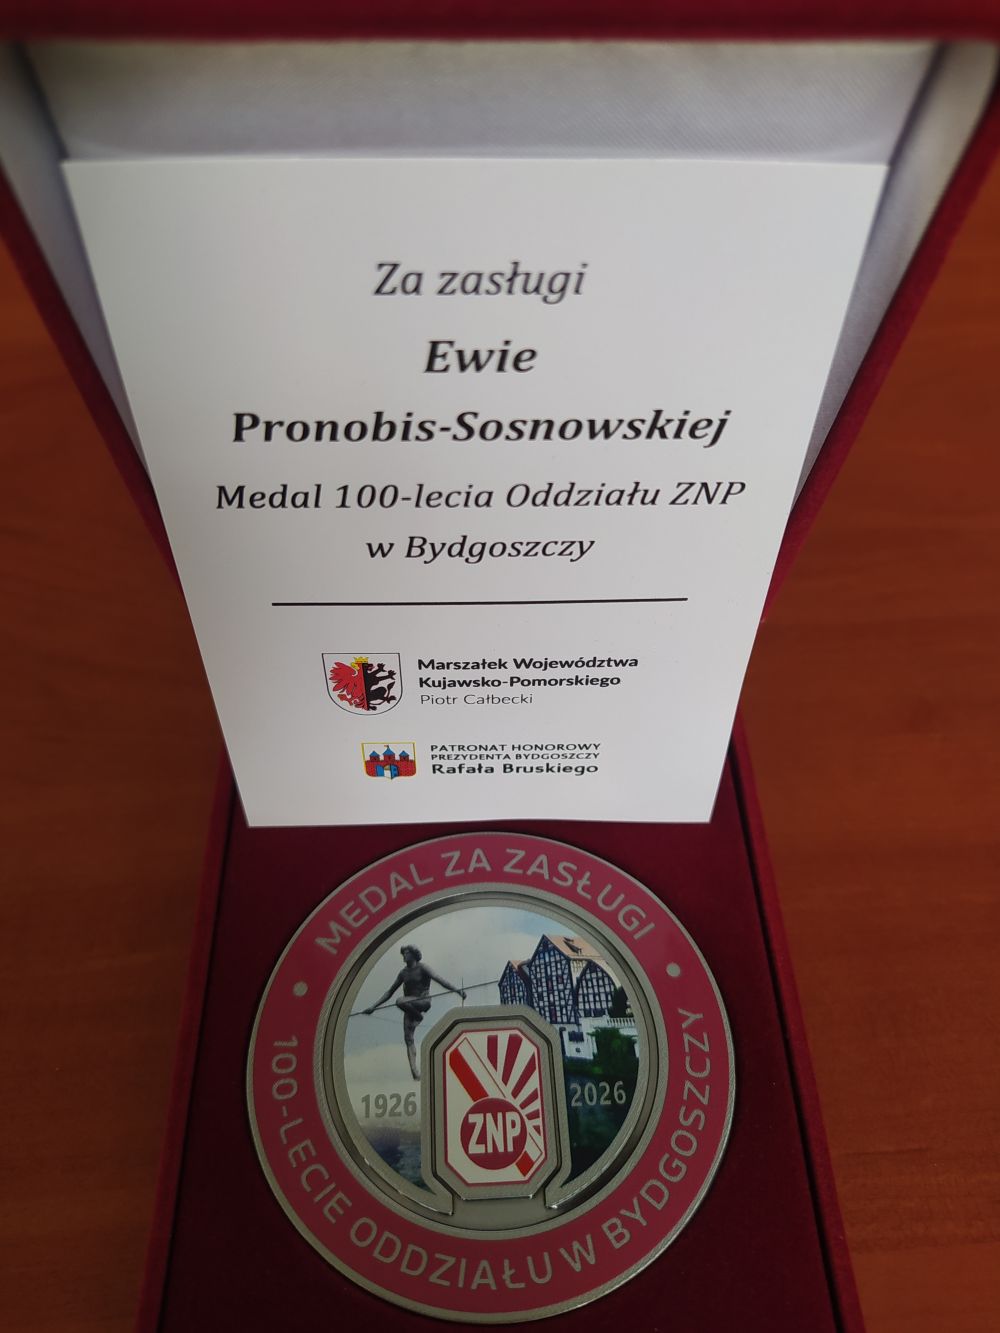 Za zasługi
Ewie
Pronobis-Sosnowskiej
Medal 100-lecia Oddziału ZNP
w Bydgoszczy
Marszałek Województwa
Kujawsko-Pomorskiego
Piotr Całbecki
PATRONAT HONOROWY
PREZYDENTA BYDGOSZCZY
Rafała Bruskiego
• MEDAL ZA ZASŁUGI •
1926
2026
ZNP
100-LECIE ODDZIAŁU W BYDGOSZCZY